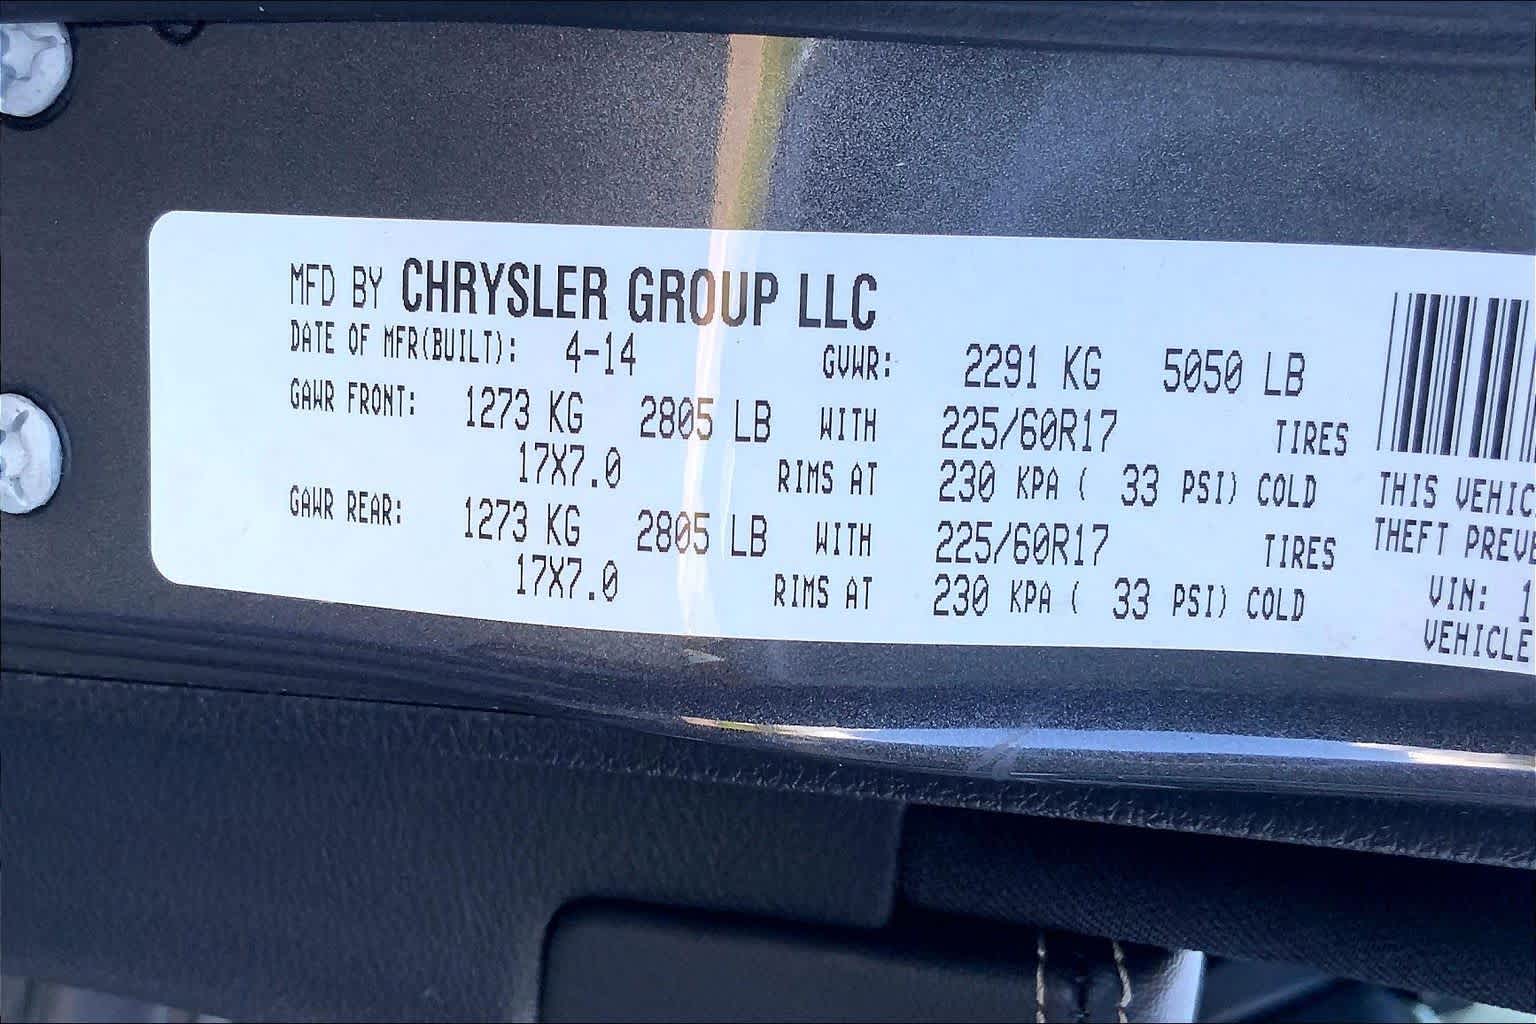 MFD BY CHRYSLER GROUP LLC
DATE OF MFR(BUILT): 4-14 GVWR: 2291 KG 5050 LB
GAWR FRONT: 1273 KG 2805 LB WITH 225/60R17 TIRES
17X7.0 RIMS AT 230 KPA ( 33 PSI) COLD
GAWR REAR: 1273 KG 2805 LB WITH 225/60R17 TIRES
17X7.0 RIMS AT 230 KPA ( 33 PSI) COLD
THIS VEHIC
THEFT PREVE
VIN: 1
VEHICLE